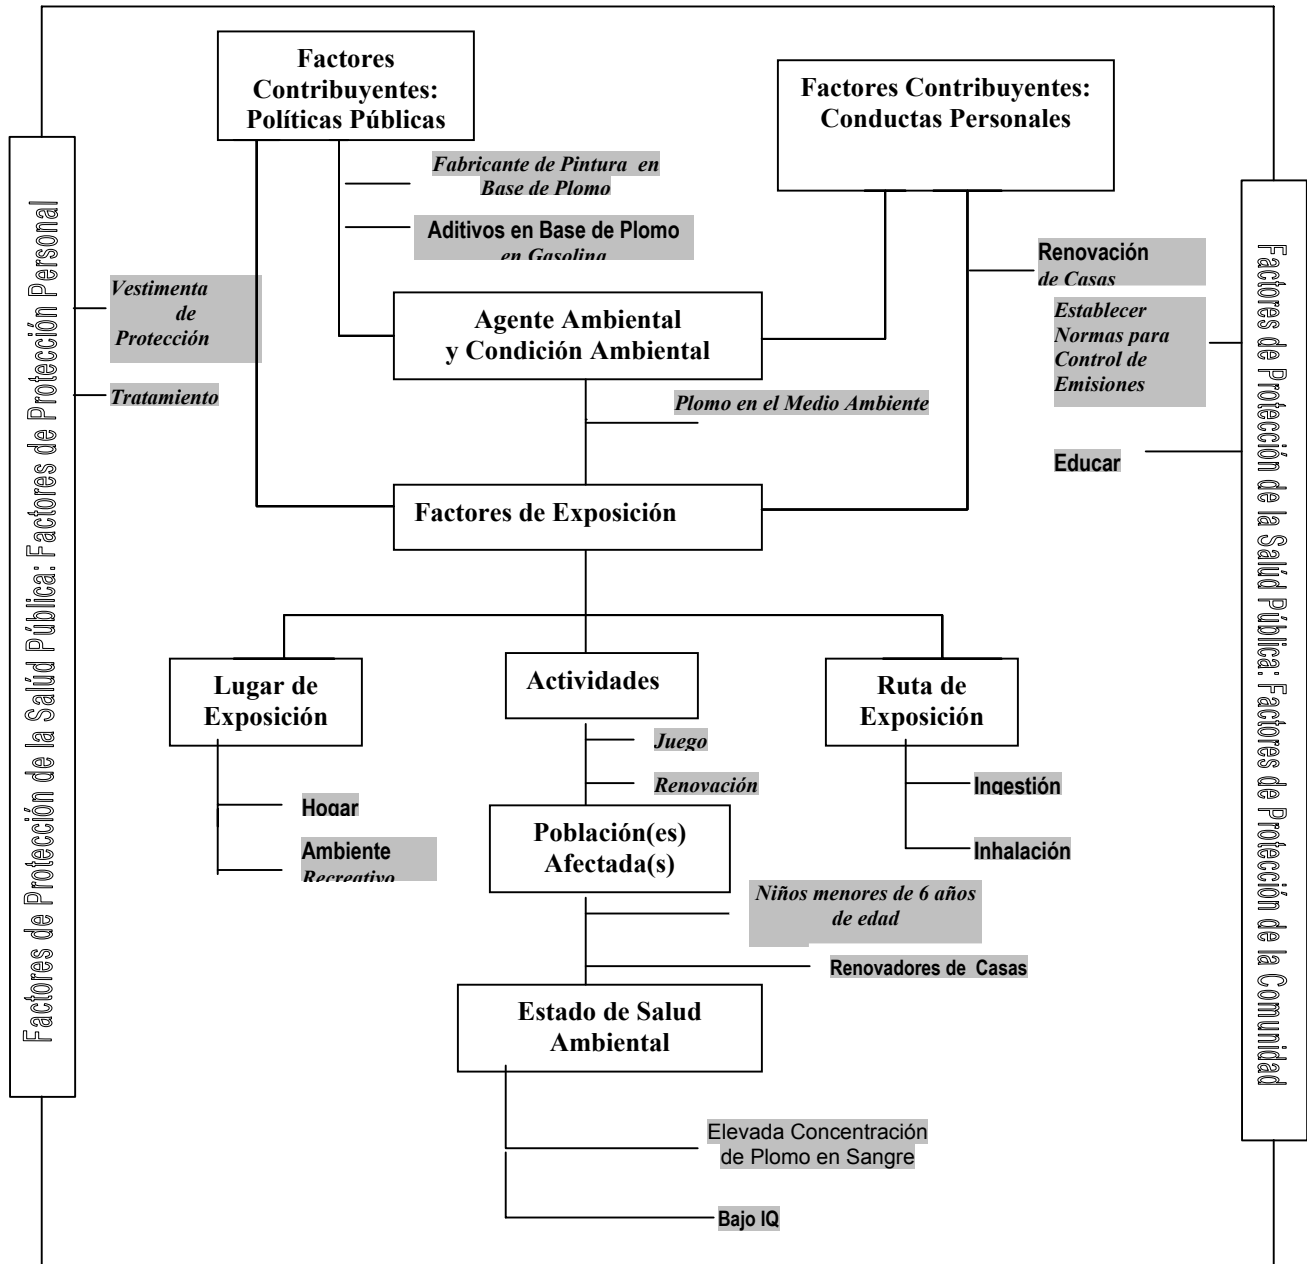 Factores
Contribuyentes:
Políticas Públicas
Factores Contribuyentes:
Conductas Personales
Fabricante de Pintura en
Base de Plomo
Aditivos en Base de Plomo
en Gasolina
Renovación
de Casas
Vestimenta
de
Protección
Tratamiento
Establecer
Normas para
Control de
Emisiones
Educar
Agente Ambiental
y Condición Ambiental
Plomo en el Medio Ambiente
Factores de Exposición
Factores de Protección de la Salúd Pública: Factores de Protección Personal
Factores de Protección de la Salúd Pública: Factores de Protección de la Comunidad
Lugar de
Exposición
Actividades
Ruta de
Exposición
Juego
Renovación
Hogar
Ambiente
Recreativo
Ingestión
Inhalación
Población(es)
Afectada(s)
Niños menores de 6 años
de edad
Renovadores de Casas
Estado de Salud
Ambiental
Elevada Concentración
de Plomo en Sangre
Bajo IQ